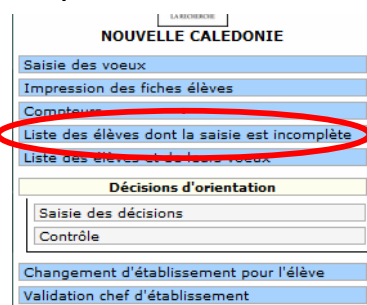 LA RECHERCHE
NOUVELLE CALEDONIE
Saisie des voeux
Impression des fiches élèves
Compteurs
Liste des élèves dont la saisie est incomplète
Liste des élèves et de leurs voeux
Décisions d'orientation
Saisie des décisions
Contrôle
Changement d'établissement pour l'élève
Validation chef d'établissement